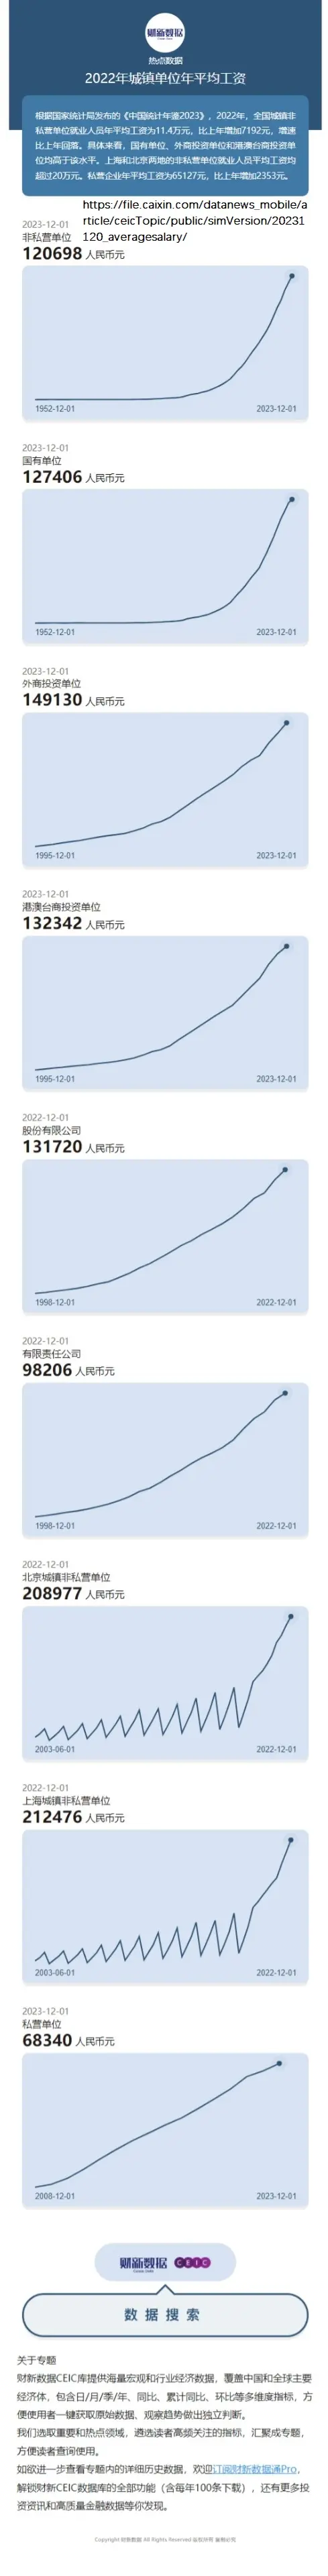 财新数据
热点数据
2022年城镇单位年平均工资
根据国家统计局发布的《中国统计年鉴2023》，2022年，全国城镇非
私营单位就业人员年平均工资为11.4万元，比上年增加7192元，增速
比上年回落。具体来看，国有单位、外商投资单位和港澳台商投资单
位均高于该水平。上海和北京两地的非私营单位就业人员平均工资均
超过20万元。私营企业年平均工资为65127元，比上年增加2353元。
https://file.caixin.com/datanews_mobile/a
rticle/ceicTopic/public/simVersion/20231
120_averagesalary/
2023-12-01
非私营单位
120698 人民币元
1952-12-01 2023-12-01
2023-12-01
国有单位
127406 人民币元
1952-12-01 2023-12-01
2023-12-01
外商投资单位
149130 人民币元
1995-12-01 2023-12-01
2023-12-01
港澳台商投资单位
132342 人民币元
1995-12-01 2023-12-01
2022-12-01
股份有限公司
131720 人民币元
1998-12-01 2022-12-01
2022-12-01
有限责任公司
98206 人民币元
1998-12-01 2022-12-01
2022-12-01
北京城镇非私营单位
208977 人民币元
2003-06-01 2022-12-01
2022-12-01
上海城镇非私营单位
212476 人民币元
2003-06-01 2022-12-01
2023-12-01
私营单位
68340 人民币元
2008-12-01 2023-12-01
财新数据 CEIC
数据搜索
关于专题
财新数据CEIC库提供海量宏观和行业经济数据，覆盖中国和全球主要
经济体，包含日/月/季/年、同比、累计同比、环比等多维度指标，方
便使用者一键获取原始数据、观察趋势做出独立判断。
我们选取重要和热点领域，遴选读者高频关注的指标，汇聚成专题，
方便读者查询使用。
如欲进一步查看专题内的详细历史数据，欢迎订阅财新数据通Pro，
解锁财新CEIC数据库的全部功能（含每年100条下载），还有更多投
资资讯和高质量金融数据等你发现。
Copyright 财新数据 All Rights Reserved 版权所有 复制必究